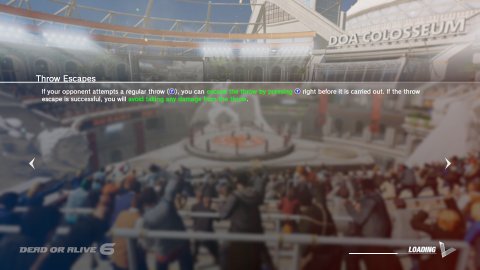 DOA COLOSSEUM
Throw Escapes
If your opponent attempts a regular throw (T), you can escape the throw by pressing T right before it is carried out. If the throw
escape is successful, you will avoid taking any damage from the throw.
DEAD OR ALIVE 6
LOADING